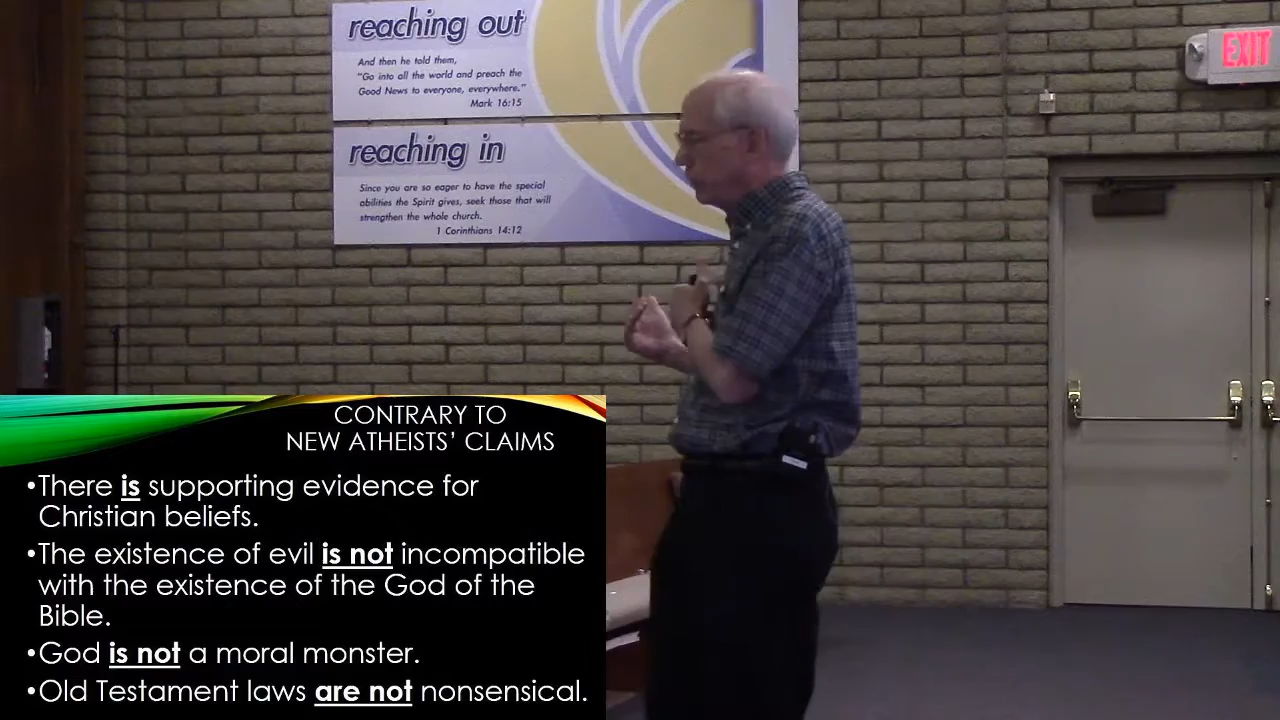 reaching out
And then he told them,
"Go into all the world and preach the
Good News to everyone, everywhere."
Mark 16:15
reaching in
Since you are so eager to have the special
abilities the Spirit gives, seek those that will
strengthen the whole church.
1 Corinthians 14:12
EXIT
CONTRARY TO
NEW ATHEISTS’ CLAIMS
•There is supporting evidence for
Christian beliefs.
•The existence of evil is not incompatible
with the existence of the God of the
Bible.
•God is not a moral monster.
•Old Testament laws are not nonsensical.